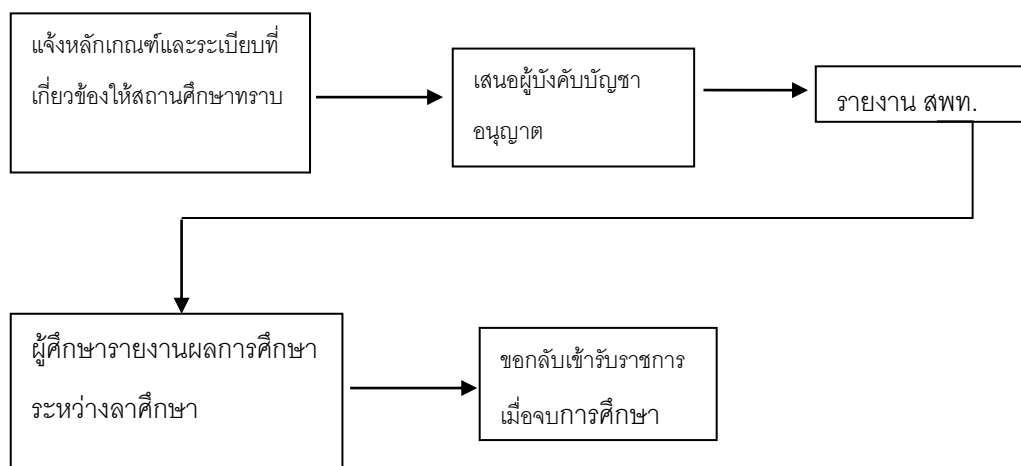 แจ้งหลักเกณฑ์และระเบียบที่
เกี่ยวข้องให้สถานศึกษาทราบ
เสนอผู้บังคับบัญชา
อนุญาต
รายงาน สพท.
ผู้ศึกษารายงานผลการศึกษา
ระหว่างลาศึกษา
ขอกลับเข้ารับราชการ
เมื่อจบการศึกษา